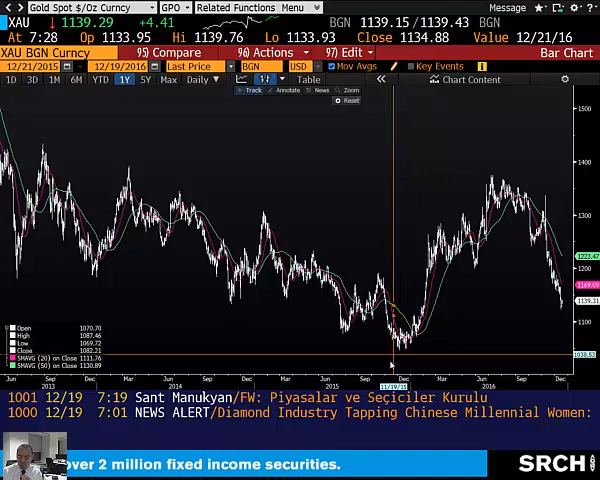 Gold Spot $/Oz Curncy GPO Related Functions Menu Message
XAU 1139.29 +4.41 BGN 1139.15/1139.43 BGN
At 7:28 Op 1133.95 Hi 1139.76 Lo 1133.93 Close 1134.88 Value 12/21/16
XAU BGN Curncy 95) Compare 96) Actions 97) Edit Bar Chart
12/21/2015 12/19/2016 Last Price BGN USD Mov Avgs Key Events
1D 3D 1M 6M YTD 1Y 5Y Max Daily Table Chart Content
Track Annotate News Zoom
Reset
1500
1400
1300
1223.47
1200
1169.09
1139.31
1100
1038.53
Open 1070.70
High 1087.46
Low 1069.72
Close 1082.21
SMAVG (20) on Close 1111.76
SMAVG (50) on Close 1130.89
Jun Sep Dec Mar Jun Sep Dec Mar Jun Sep 11/19/15 Dec Mar Jun Sep Dec
2013 2014 2015 2016
1001 12/19 7:19 Sant Manukyan/FW: Piyasalar ve Seçiciler Kurulu
1000 12/19 7:01 NEWS ALERT/Diamond Industry Tapping Chinese Millennial Women:
over 2 million fixed income securities. SRCH